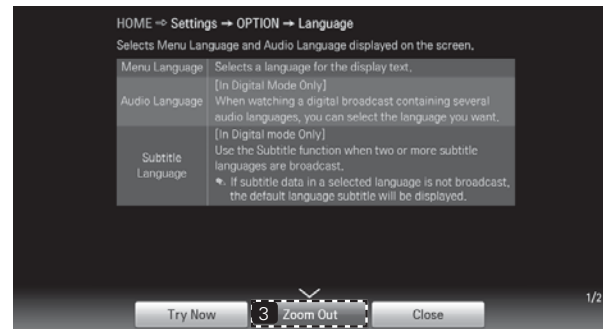 HOME ⇨ Settings → OPTION → Language
Selects Menu Language and Audio Language displayed on the screen.
Menu Language Selects a language for the display text.
[In Digital Mode Only]
Audio Language When watching a digital broadcast containing several
audio languages, you can select the language you want.
[In Digital mode Only]
Use the Subtitle function when two or more subtitle
Subtitle
Language
languages are broadcast.
If subtitle data in a selected language is not broadcast,
the default language subtitle will be displayed.
1/2
Try Now
3 Zoom Out
Close